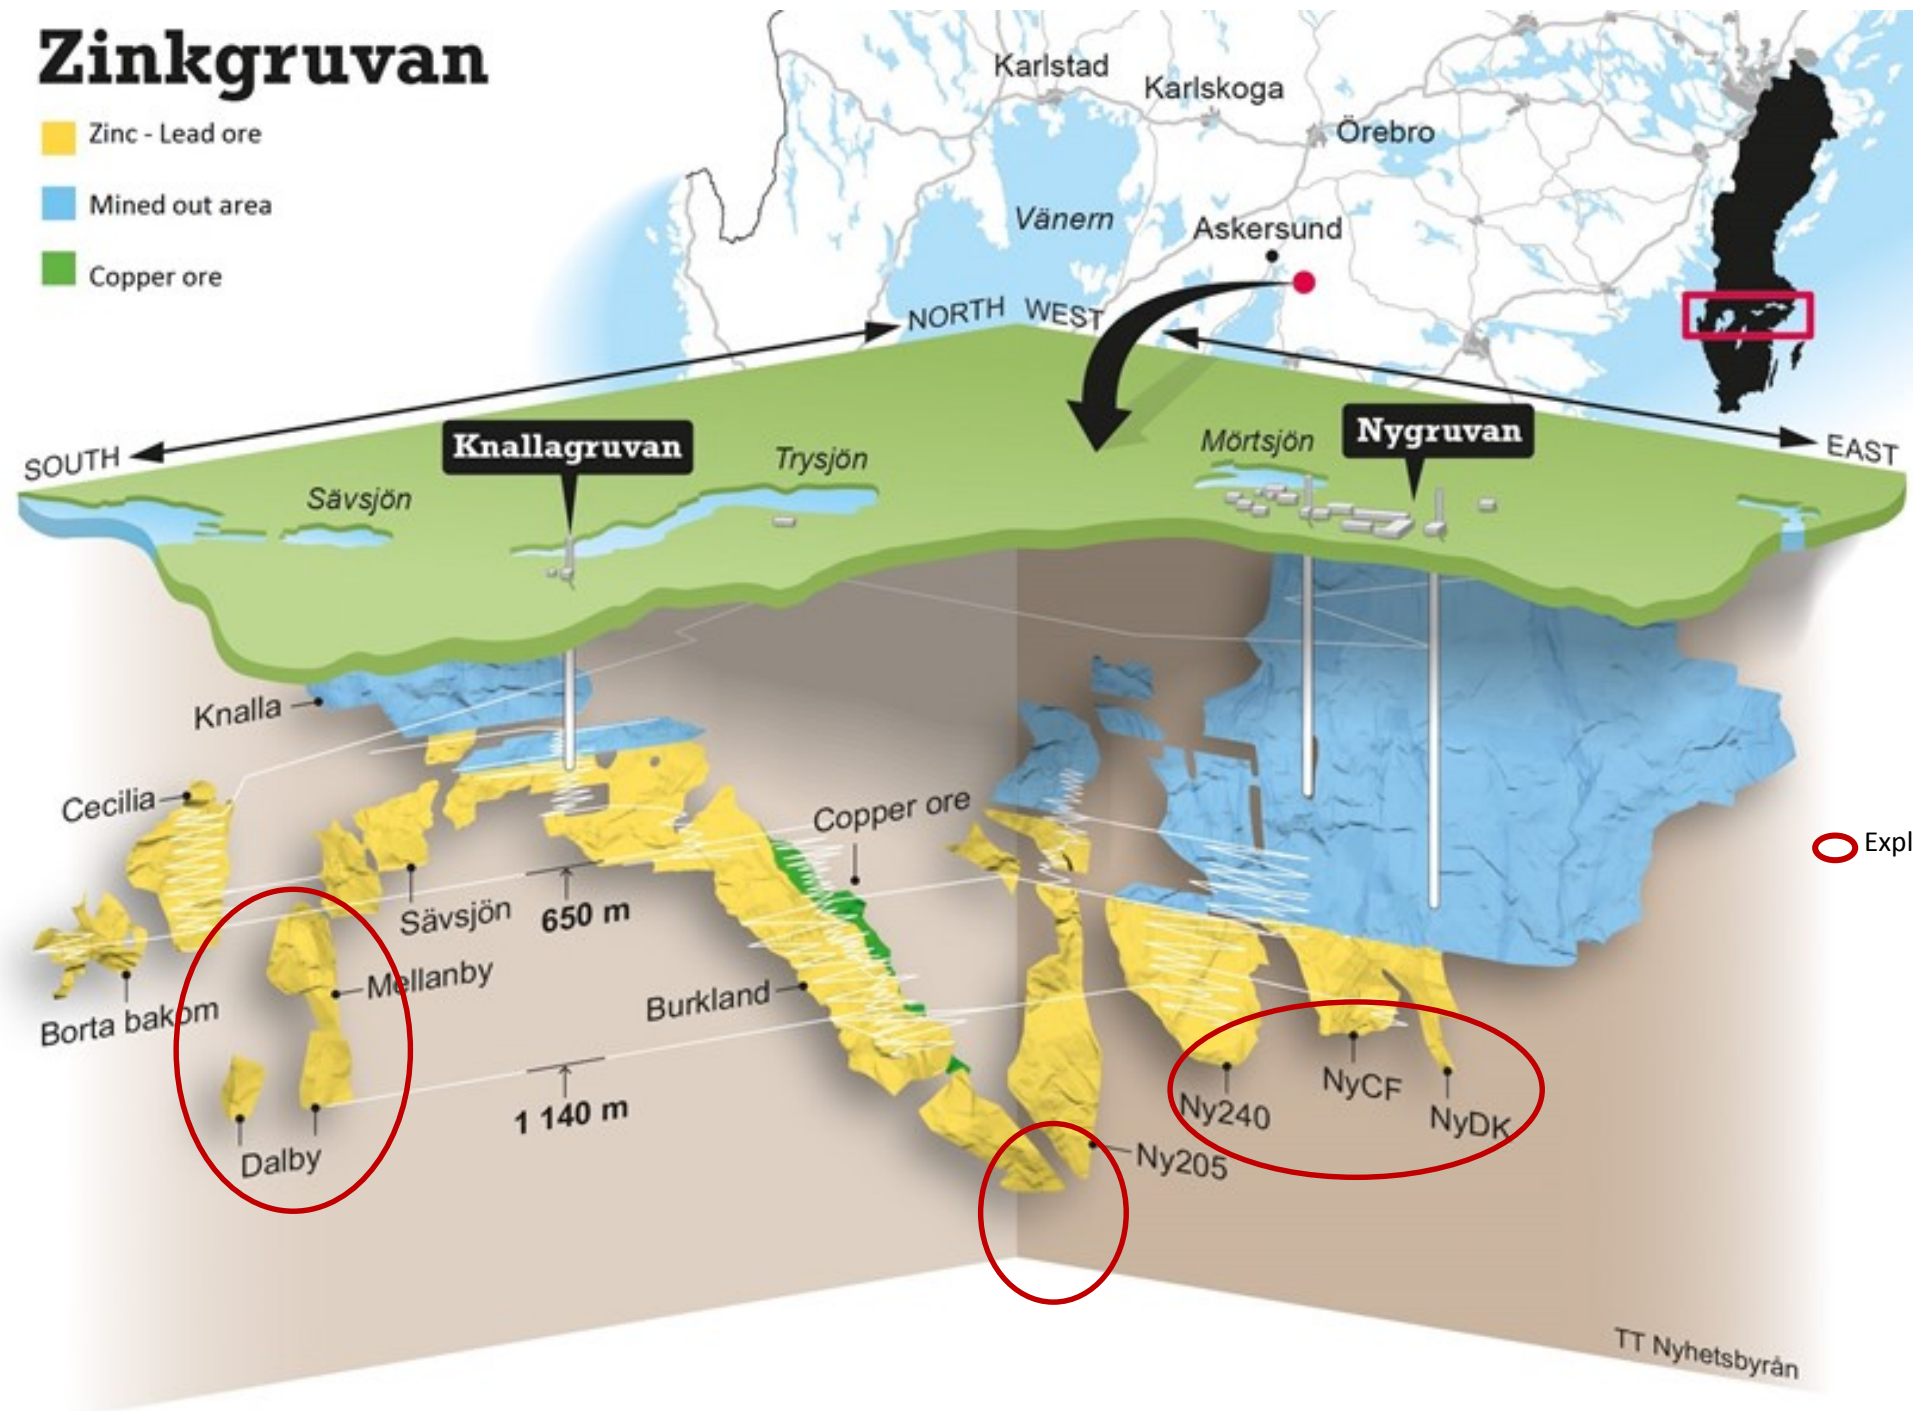 Zinkgruvan
Zinc - Lead ore
Mined out area
Copper ore
Karlstad
Karlskoga
Örebro
Vänern
Askersund
NORTH
WEST
SOUTH
EAST
Knallagruvan
Nygruvan
Sävsjön
Trysjön
Mörtsjön
Knalla
Cecilia
Copper ore
Expl
Sävsjön
650 m
Mellanby
Borta bakom
Burkland
1 140 m
Dalby
Ny240
NyCF
NyDK
Ny205
TT Nyhetsbyrån